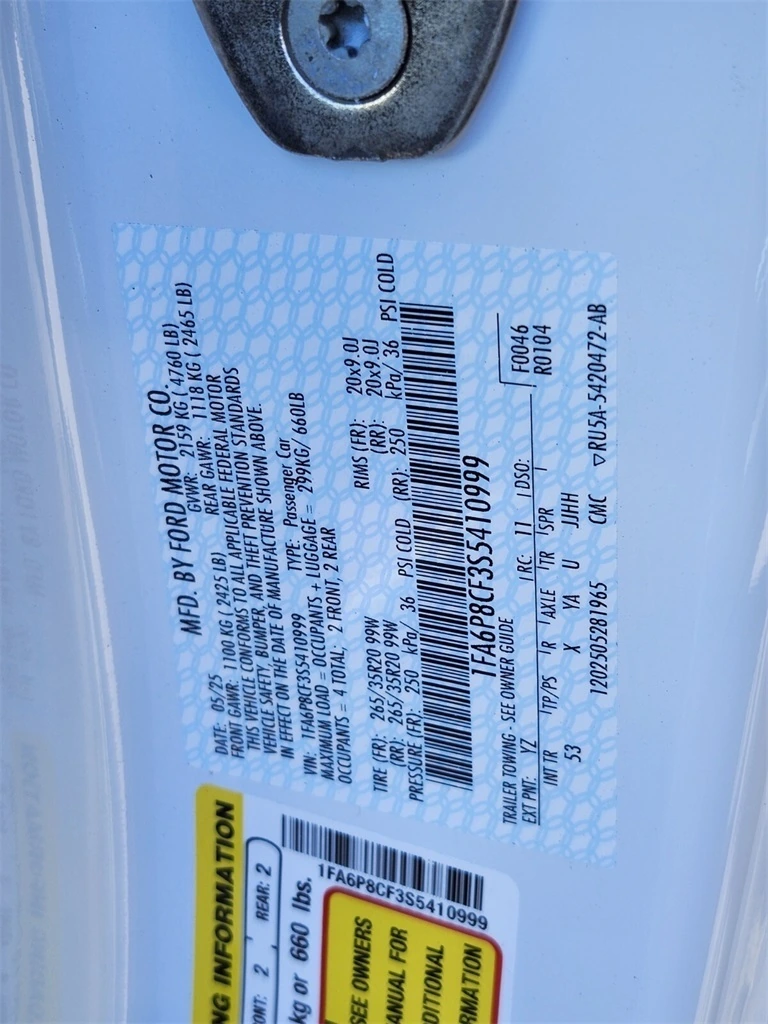 MFD. BY FORD MOTOR CO.
DATE: 05/25 GVWR: 2159 KG ( 4760 LB)
FRONT GAWR: 1100 KG ( 2425 LB) REAR GAWR: 1118 KG ( 2465 LB)
THIS VEHICLE CONFORMS TO ALL APPLICABLE FEDERAL MOTOR
VEHICLE SAFETY, BUMPER, AND THEFT PREVENTION STANDARDS
IN EFFECT ON THE DATE OF MANUFACTURE SHOWN ABOVE.
VIN: 1FA6P8CF3S5410999 TYPE: Passenger Car
MAXIMUM LOAD = OCCUPANTS + LUGGAGE = 299KG/ 660LB
OCCUPANTS = 4 TOTAL; 2 FRONT, 2 REAR
TIRE (FR): 265/35R20 99W RIMS (FR): 20x9.0J
(RR): 265/35R20 99W (RR): 20x9.0J
PRESSURE (FR): 250 kPa/ 36 PSI COLD (RR): 250 kPa/ 36 PSI COLD
1FA6P8CF3S5410999
TRAILER TOWING - SEE OWNER GUIDE
EXT PNT: YZ RC: 11 DSO: F0046
INT TR TP/PS R AXLE TR SPR R0104
53 X YA U JJHH
1202505281965 CMC ▽RU5A-5420472-AB
NG INFORMATION
ONT: 2 REAR: 2
kg or 660 lbs.
1FA6P8CF3S5410999
SEE OWNERS
ANUAL FOR
DITIONAL
RMATION